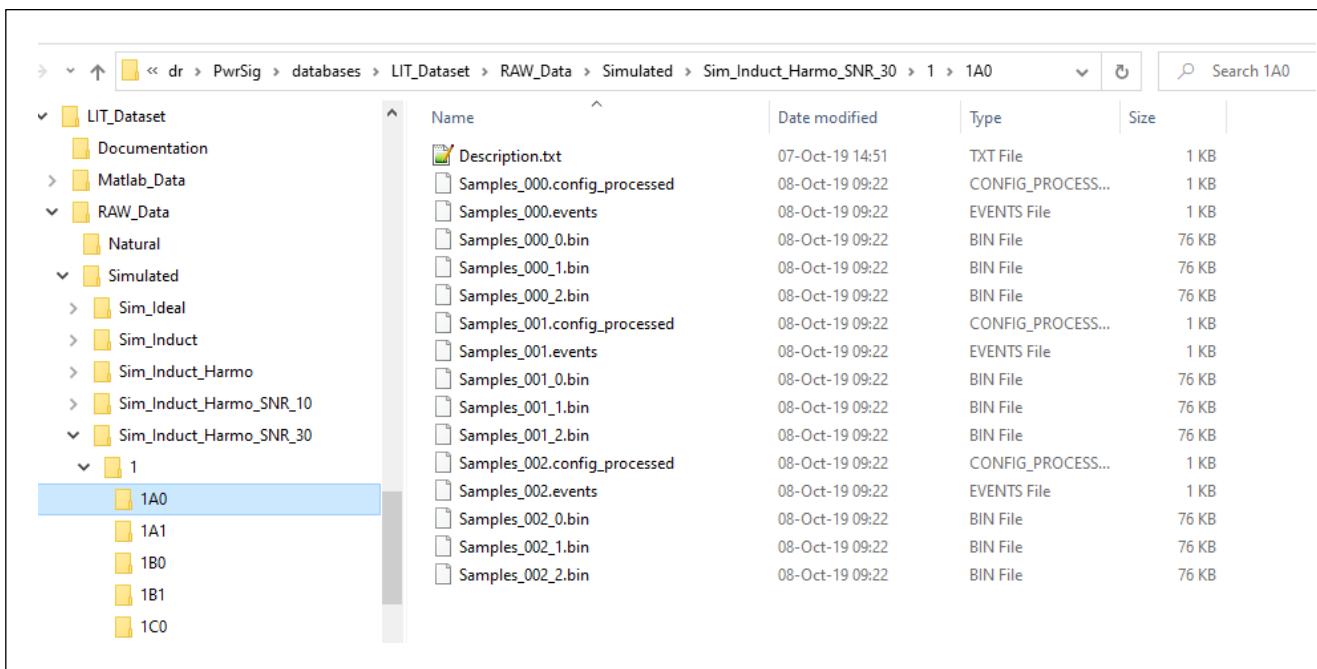 « dr > PwrSig > databases > LIT_Dataset > RAW_Data > Simulated > Sim_Induct_Harmo_SNR_30 > 1 > 1A0
Search 1A0
LIT_Dataset
Documentation
Matlab_Data
RAW_Data
Natural
Simulated
Sim_Ideal
Sim_Induct
Sim_Induct_Harmo
Sim_Induct_Harmo_SNR_10
Sim_Induct_Harmo_SNR_30
1
1A0
1A1
1B0
1B1
1C0
Name Date modified Type Size
Description.txt 07-Oct-19 14:51 TXT File 1 KB
Samples_000.config_processed 08-Oct-19 09:22 CONFIG_PROCESS... 1 KB
Samples_000.events 08-Oct-19 09:22 EVENTS File 1 KB
Samples_000_0.bin 08-Oct-19 09:22 BIN File 76 KB
Samples_000_1.bin 08-Oct-19 09:22 BIN File 76 KB
Samples_000_2.bin 08-Oct-19 09:22 BIN File 76 KB
Samples_001.config_processed 08-Oct-19 09:22 CONFIG_PROCESS... 1 KB
Samples_001.events 08-Oct-19 09:22 EVENTS File 1 KB
Samples_001_0.bin 08-Oct-19 09:22 BIN File 76 KB
Samples_001_1.bin 08-Oct-19 09:22 BIN File 76 KB
Samples_001_2.bin 08-Oct-19 09:22 BIN File 76 KB
Samples_002.config_processed 08-Oct-19 09:22 CONFIG_PROCESS... 1 KB
Samples_002.events 08-Oct-19 09:22 EVENTS File 1 KB
Samples_002_0.bin 08-Oct-19 09:22 BIN File 76 KB
Samples_002_1.bin 08-Oct-19 09:22 BIN File 76 KB
Samples_002_2.bin 08-Oct-19 09:22 BIN File 76 KB